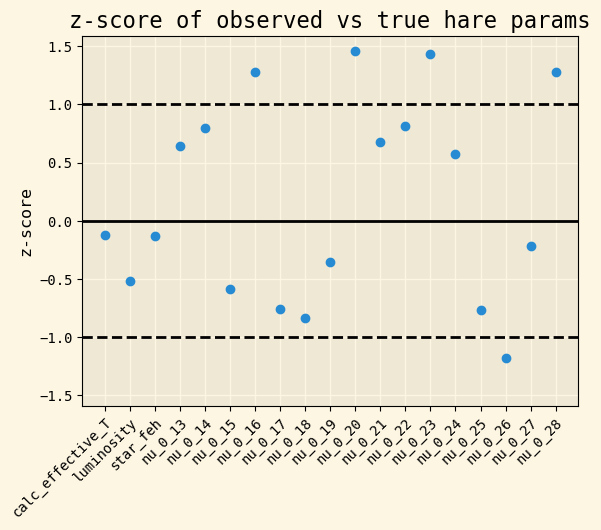 z-score of observed vs true hare params
z-score
1.5
1.0
0.5
0.0
−0.5
−1.0
−1.5
calc_effective_T
luminosity
star_feh
nu_0_13
nu_0_14
nu_0_15
nu_0_16
nu_0_17
nu_0_18
nu_0_19
nu_0_20
nu_0_21
nu_0_22
nu_0_23
nu_0_24
nu_0_25
nu_0_26
nu_0_27
nu_0_28